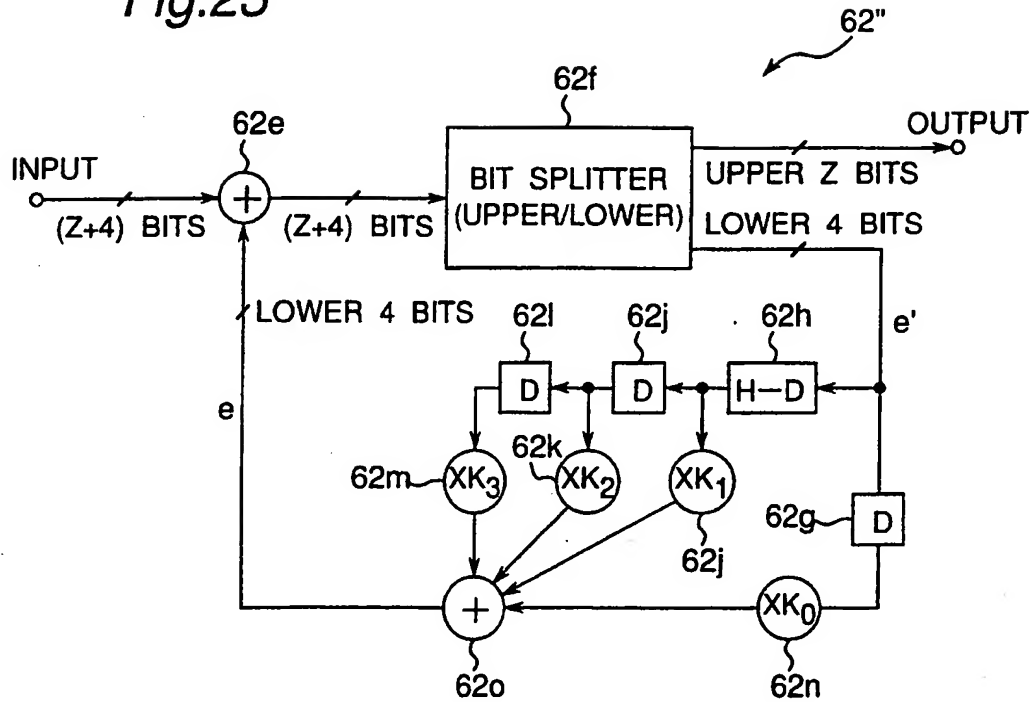 Fig.23
62"
62f
62e
OUTPUT
INPUT
+
BIT SPLITTER
(UPPER/LOWER)
UPPER Z BITS
(Z+4) BITS
(Z+4) BITS
LOWER 4 BITS
LOWER 4 BITS
62l
62j
62h
e'
D
D
H-D
e
62k
62m
XK3
XK2
XK1
62g
D
62j
+
XK0
62o
62n